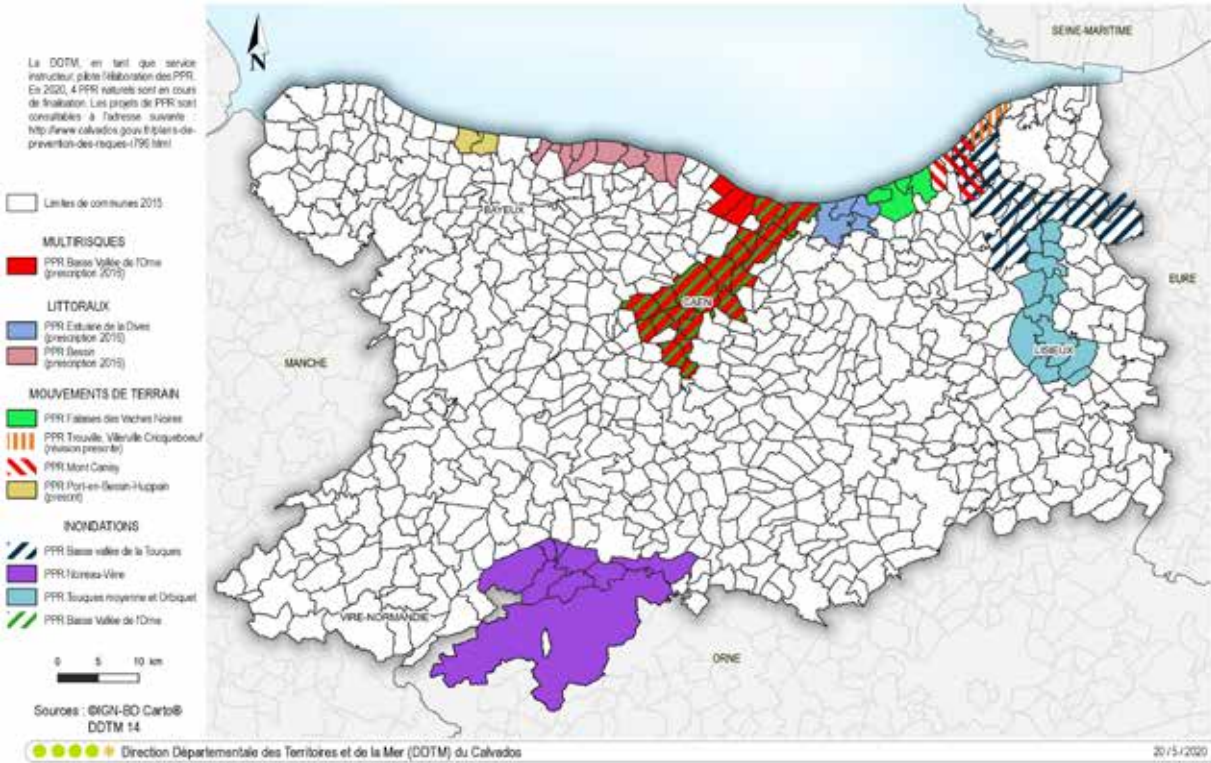 La DDTM, en tant que service
instructeur, pilote l'élaboration des PPR.
En 2020, 4 PPR naturels sont en cours
de finalisation. Les projets de PPR sont
consultables à l'adresse suivante :
http://www.calvados.gouv.fr/plans-de-
prevention-des-risques-r796.html
N
SEINE-MARITIME
BAYEUX
CAEN
LISIEUX
EURE
MANCHE
VIRE-NORMANDIE
ORNE
Limites de communes 2015
MULTIRISQUES
PPR Basse Vallée de l'Orne
(prescription 2016)
LITTORAUX
PPR Estuaire de la Dives
(prescription 2016)
PPR Bessin
(prescription 2016)
MOUVEMENTS DE TERRAIN
PPR Falaises des Vaches Noires
PPR Trouville, Villerville Cricqueboeuf
(révision prescrite)
PPR Mont Canisy
PPR Port-en-Bessin-Huppain
(prescrit)
INONDATIONS
PPR Basse vallée de la Touques
PPR Noireau-Vère
PPR Touques moyenne et Orbiquet
PPR Basse Vallée de l'Orne
0 5 10 km
Sources : ©IGN-BD Carto®
DDTM 14
Direction Départementale des Territoires et de la Mer (DDTM) du Calvados
20/5/2020